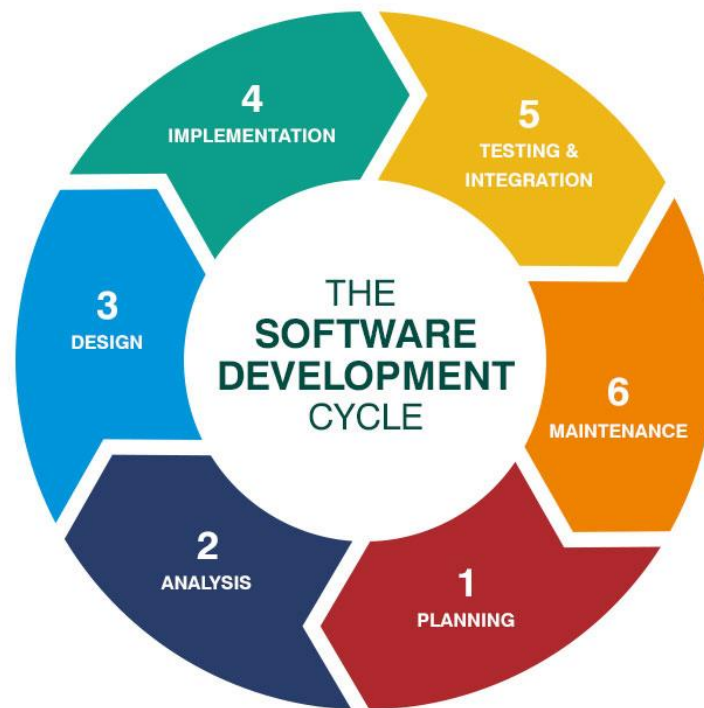 THE
SOFTWARE
DEVELOPMENT
CYCLE
1
PLANNING
2
ANALYSIS
3
DESIGN
4
IMPLEMENTATION
5
TESTING &
INTEGRATION
6
MAINTENANCE